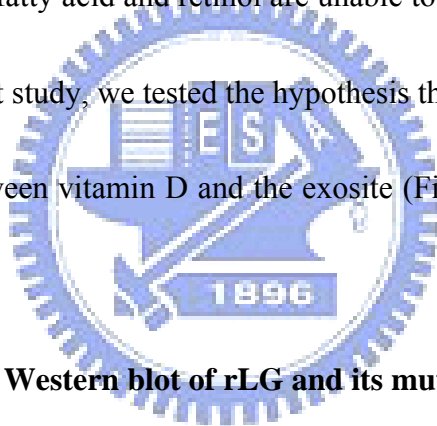 fatty acid and retinol are unable to
t study, we tested the hypothesis th
E S A
ween vitamin D and the exosite (Fi
1896
Western blot of rLG and its mu